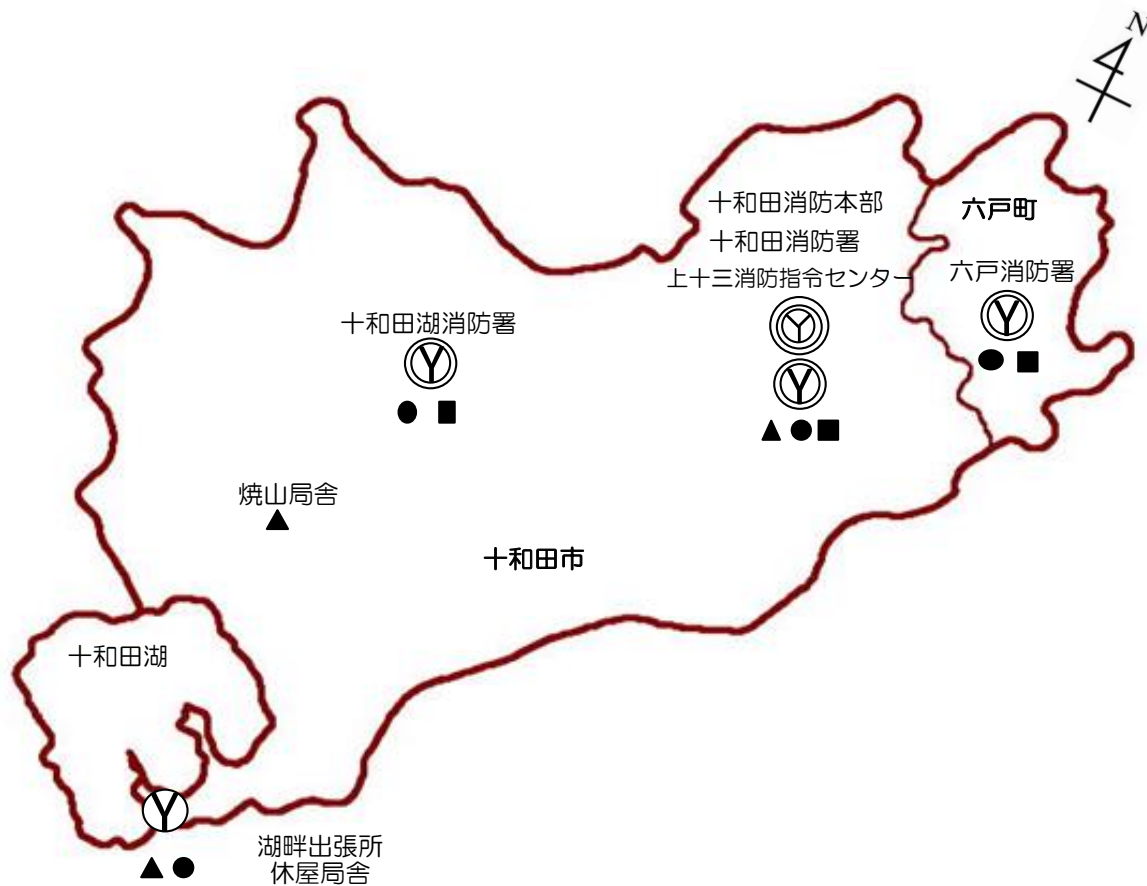 N
十和田消防本部
十和田消防署
上十三消防指令センター
六戸町
六戸消防署
十和田湖消防署
焼山局舎
十和田市
十和田湖
湖畔出張所
休屋局舎